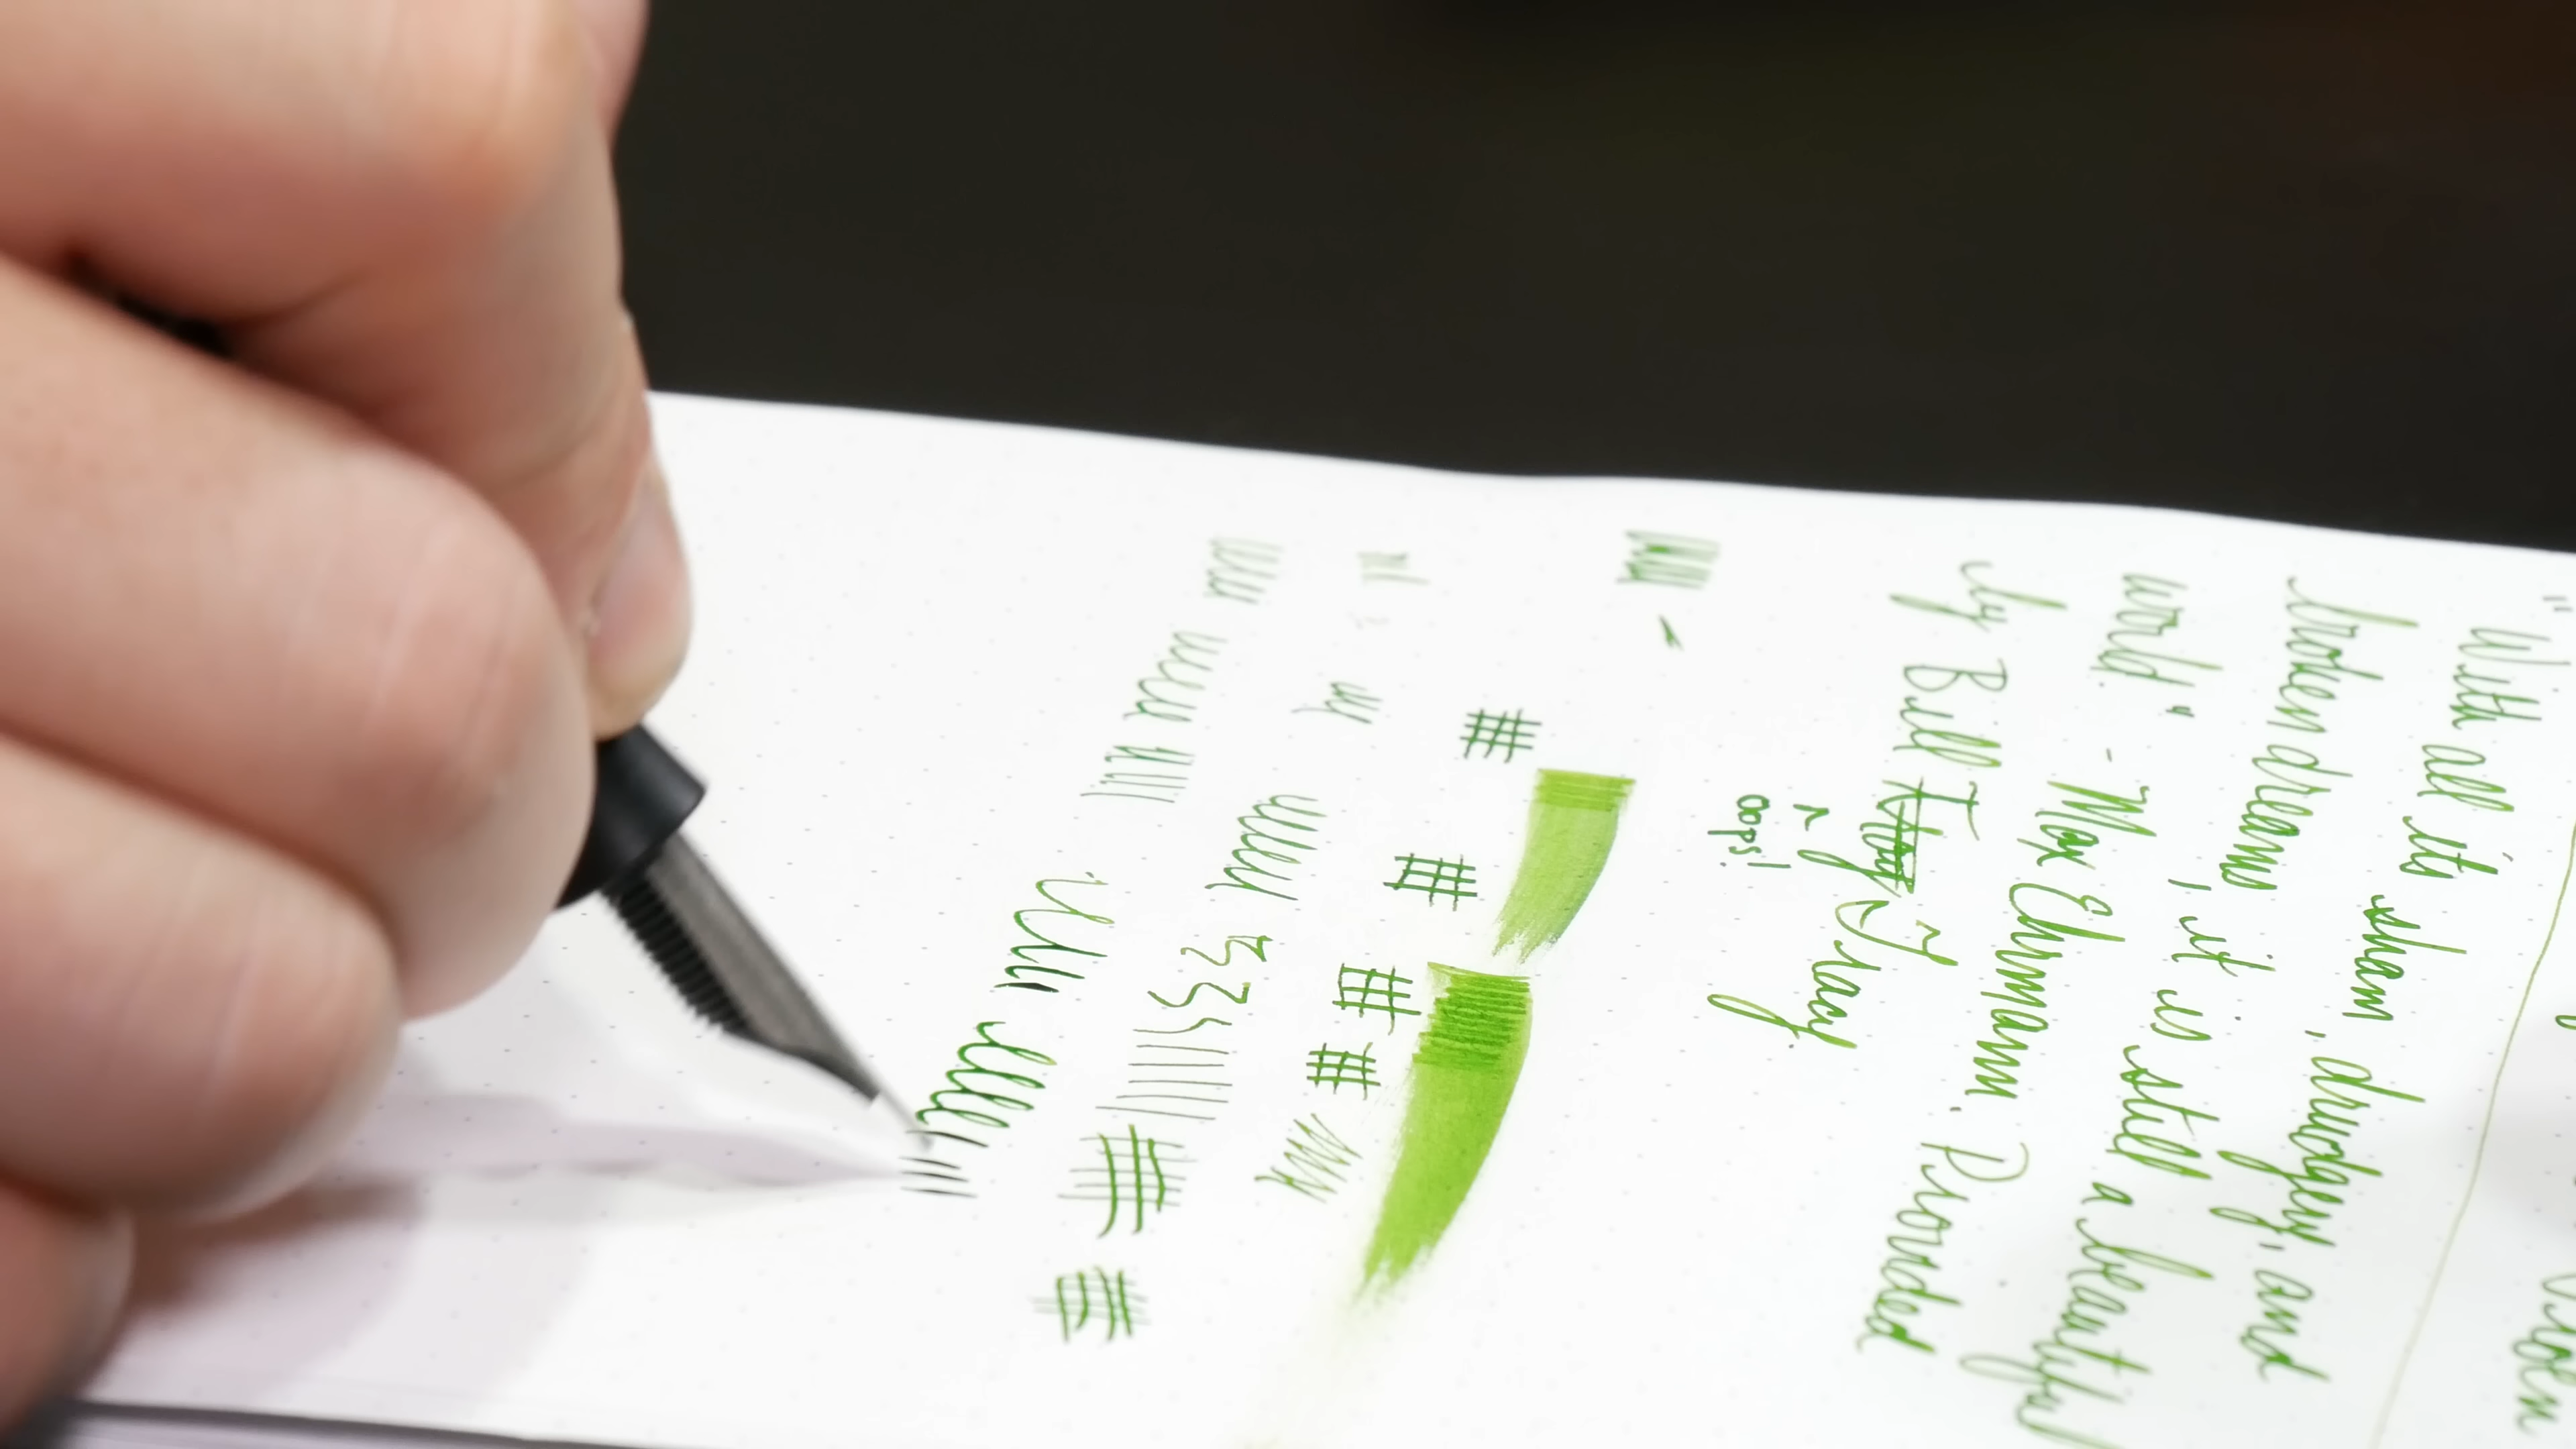 "With all its sham, drudgery, and
broken dreams, it is still a beautiful
world." - Max Ehrmann. Provided
by Bill Tracy
oops!